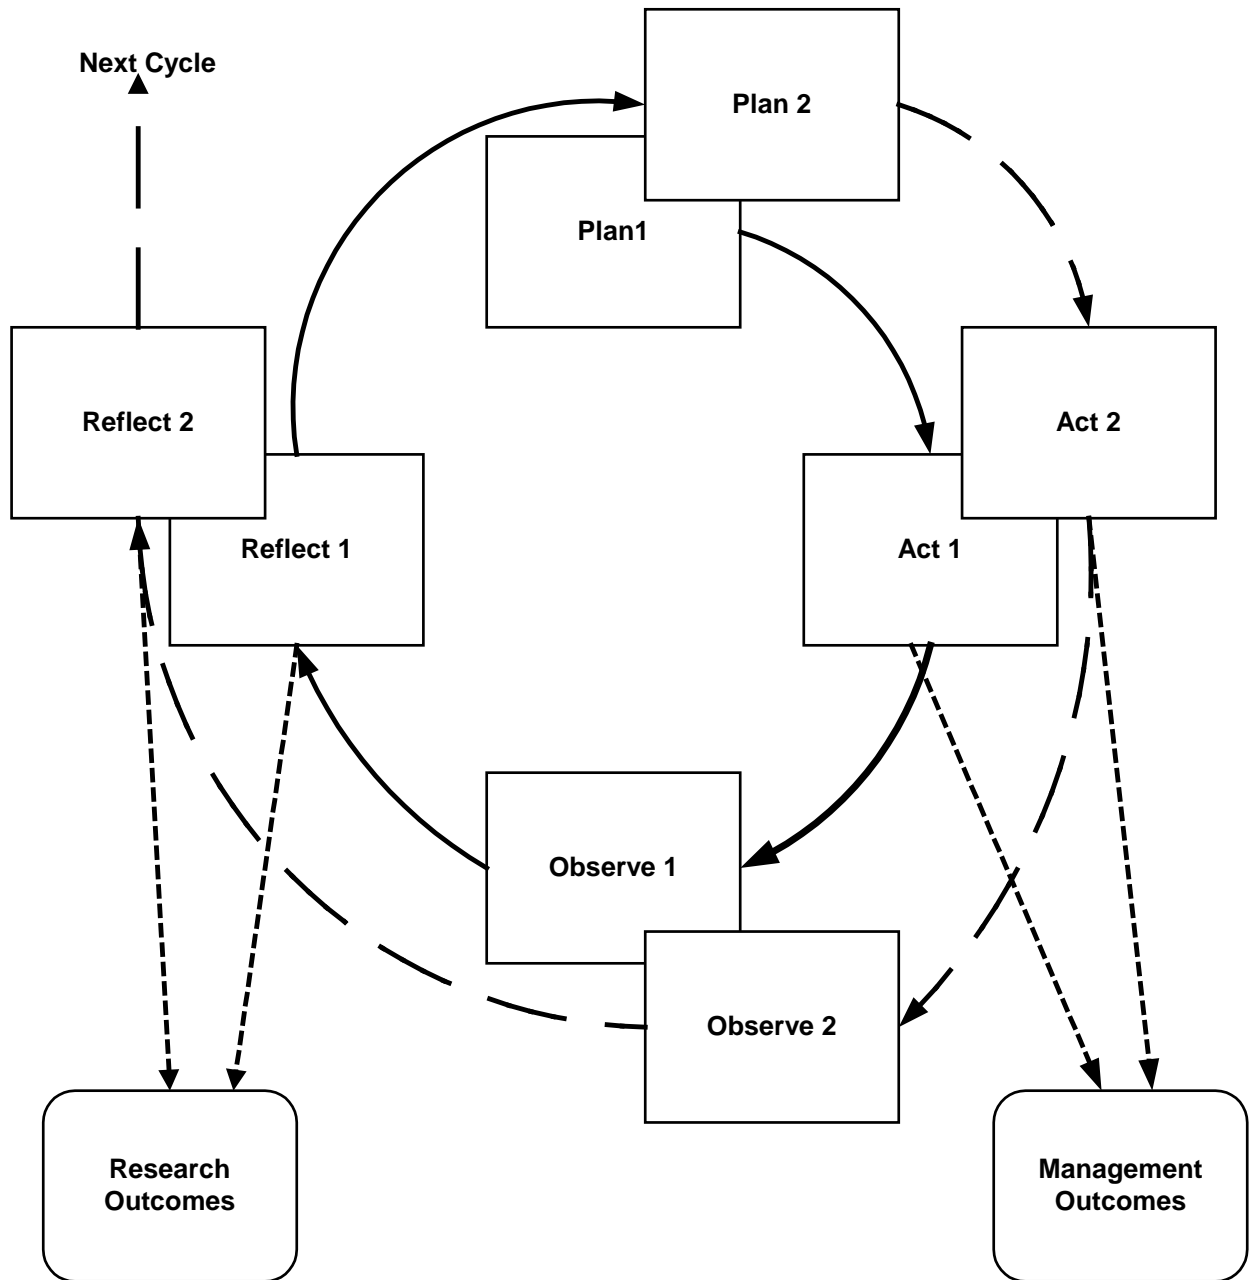 Next Cycle
Plan 2
Plan1
Reflect 2
Act 2
Reflect 1
Act 1
Observe 1
Observe 2
Research
Outcomes
Management
Outcomes